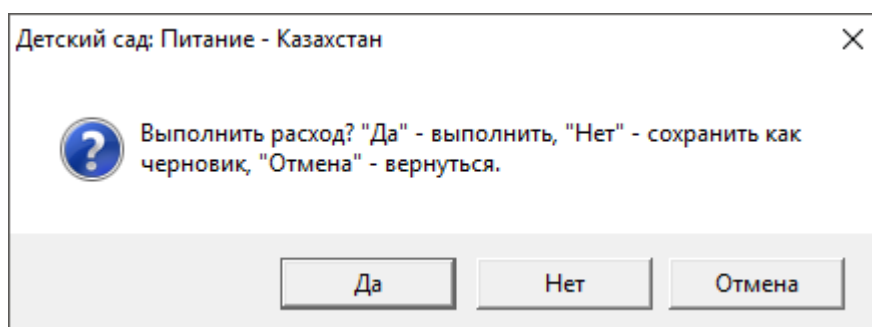 Детский сад: Питание - Казахстан
Выполнить расход? "Да" - выполнить, "Нет" - сохранить как
черновик, "Отмена" - вернуться.
Да
Нет
Отмена